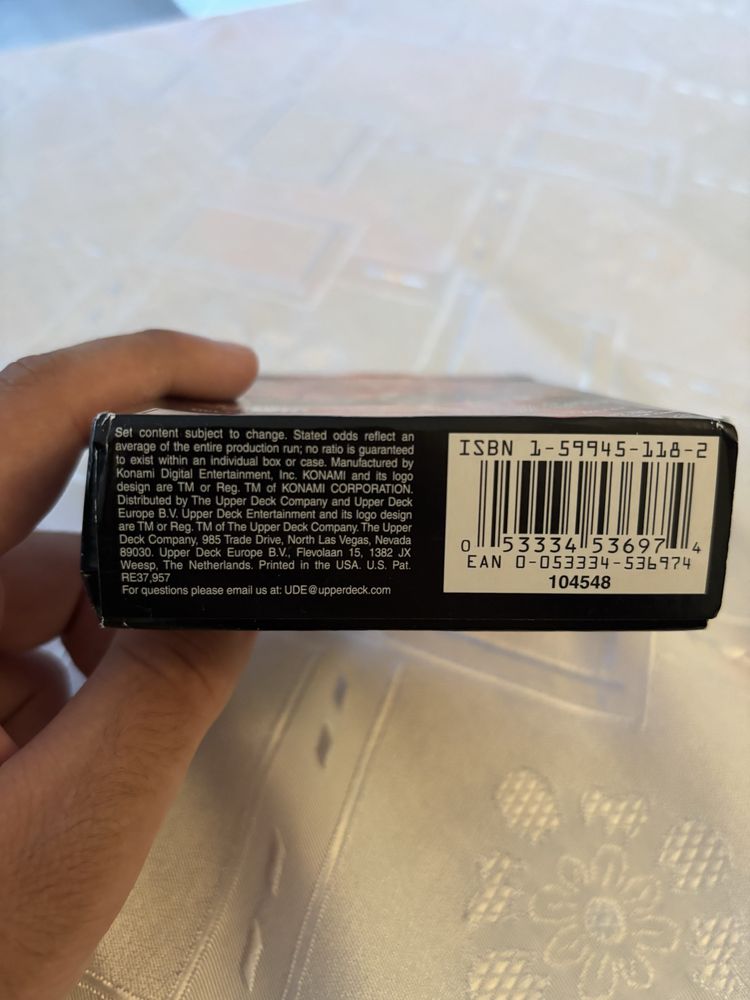 Set content subject to change. Stated odds reflect an
average of the entire production run; no ratio is guaranteed
to exist within an individual box or case. Manufactured by
Konami Digital Entertainment, Inc. KONAMI and its logo
design are TM or Reg. TM of KONAMI CORPORATION.
Distributed by The Upper Deck Company and Upper Deck
Europe B.V. Upper Deck Entertainment and its logo design
are TM or Reg. TM of The Upper Deck Company. The Upper
Deck Company, 985 Trade Drive, North Las Vegas, Nevada
89030. Upper Deck Europe B.V., Flevolaan 15, 1382 JX
Weesp, The Netherlands. Printed in the USA. U.S. Pat.
RE37,957
For questions please email us at: UDE@upperdeck.com
ISBN 1-59945-118-2
0 53334 53697 4
EAN 0-053334-536974
104548